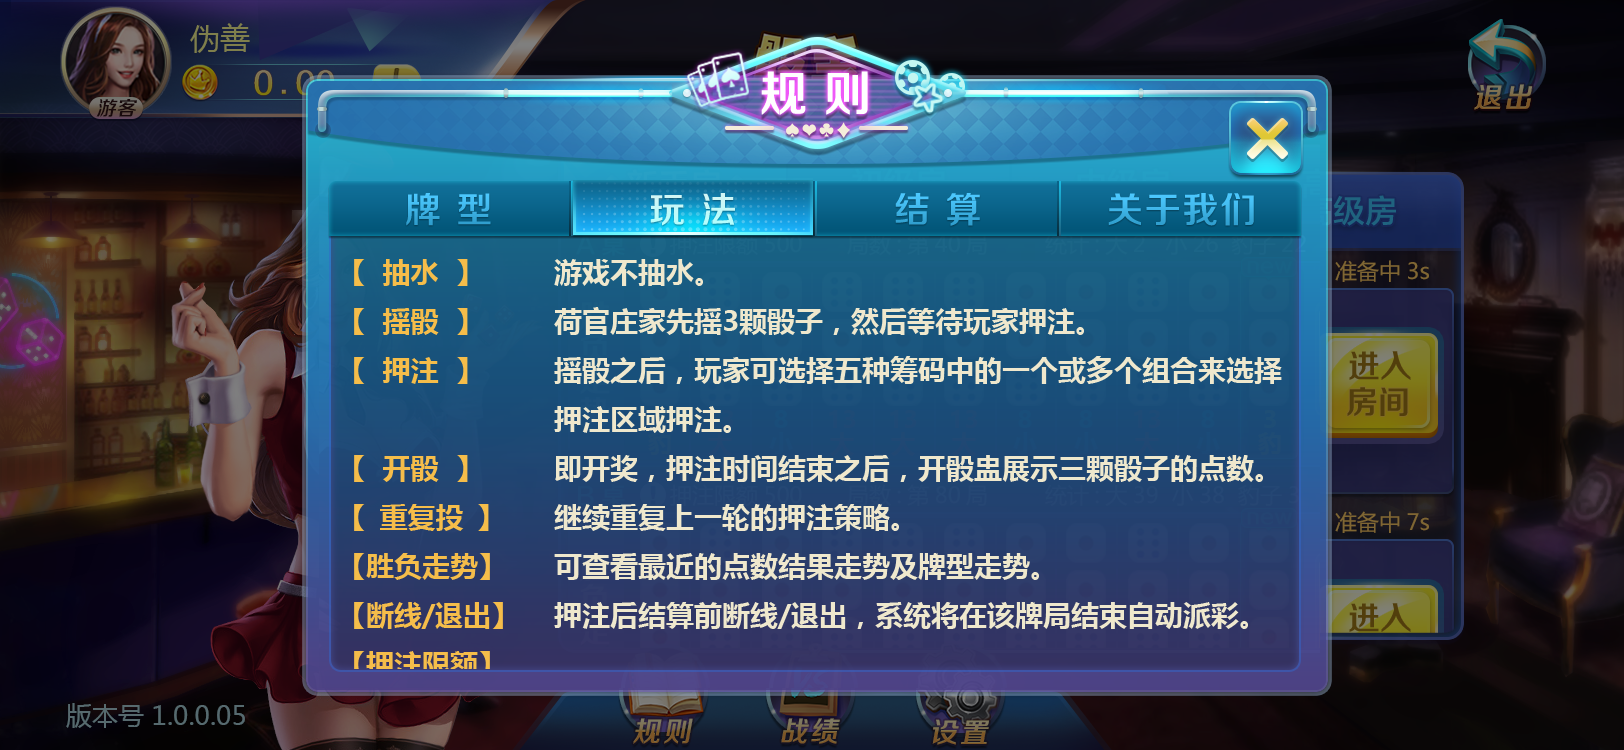 伪善
0.00
游客
规则
退出
牌型
玩法
结算
关于我们
级房
【 抽水 】 游戏不抽水。
准备中 3s
【 摇骰 】 荷官庄家先摇3颗骰子，然后等待玩家押注。
【 押注 】 摇骰之后，玩家可选择五种筹码中的一个或多个组合来选择
押注区域押注。
进入
房间
【 开骰 】 即开奖，押注时间结束之后，开骰盅展示三颗骰子的点数。
【 重复投 】 继续重复上一轮的押注策略。
准备中 7s
【胜负走势】 可查看最近的点数结果走势及牌型走势。
【断线/退出】 押注后结算前断线/退出，系统将在该牌局结束自动派彩。
进入
【押注限额】
版本号 1.0.0.05
规则
战绩
设置